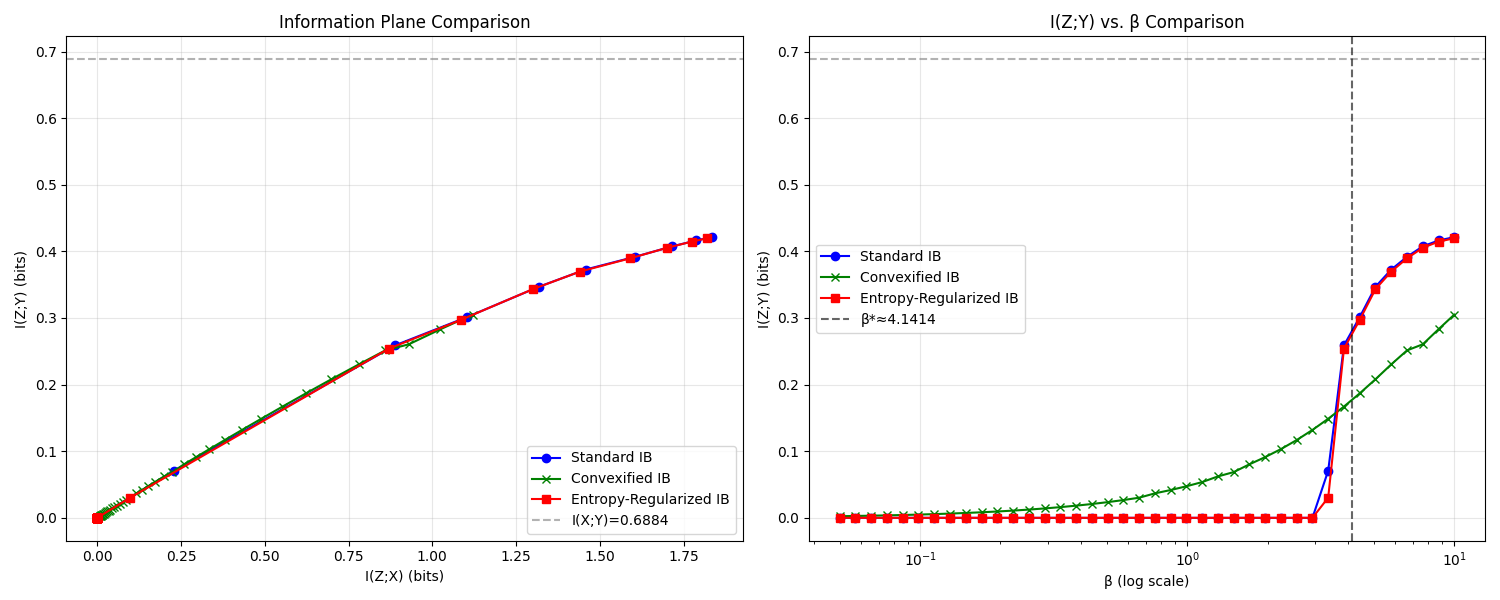 Information Plane Comparison
I(Z;Y) (bits)
0.7
0.6
0.5
0.4
0.3
0.2
0.1
0.0
0.00 0.25 0.50 0.75 1.00 1.25 1.50 1.75
I(Z;X) (bits)
Standard IB
Convexified IB
Entropy-Regularized IB
I(X;Y)=0.6884
I(Z;Y) vs. β Comparison
I(Z;Y) (bits)
0.7
0.6
0.5
0.4
0.3
0.2
0.1
0.0
10⁻¹ 10⁰ 10¹
β (log scale)
Standard IB
Convexified IB
Entropy-Regularized IB
β*≈4.1414